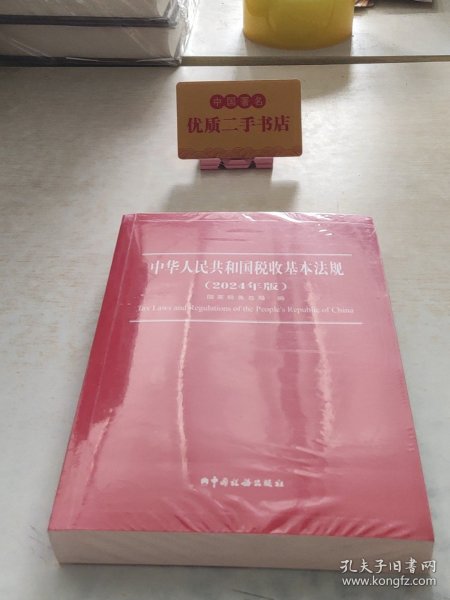 中国著名
优质二手书店
中华人民共和国税收基本法规
(2024年版)
国家税务总局 编
Tax Laws and Regulations of the People's Republic of China
中国税务出版社
孔夫子旧书网
www.kongfz.com